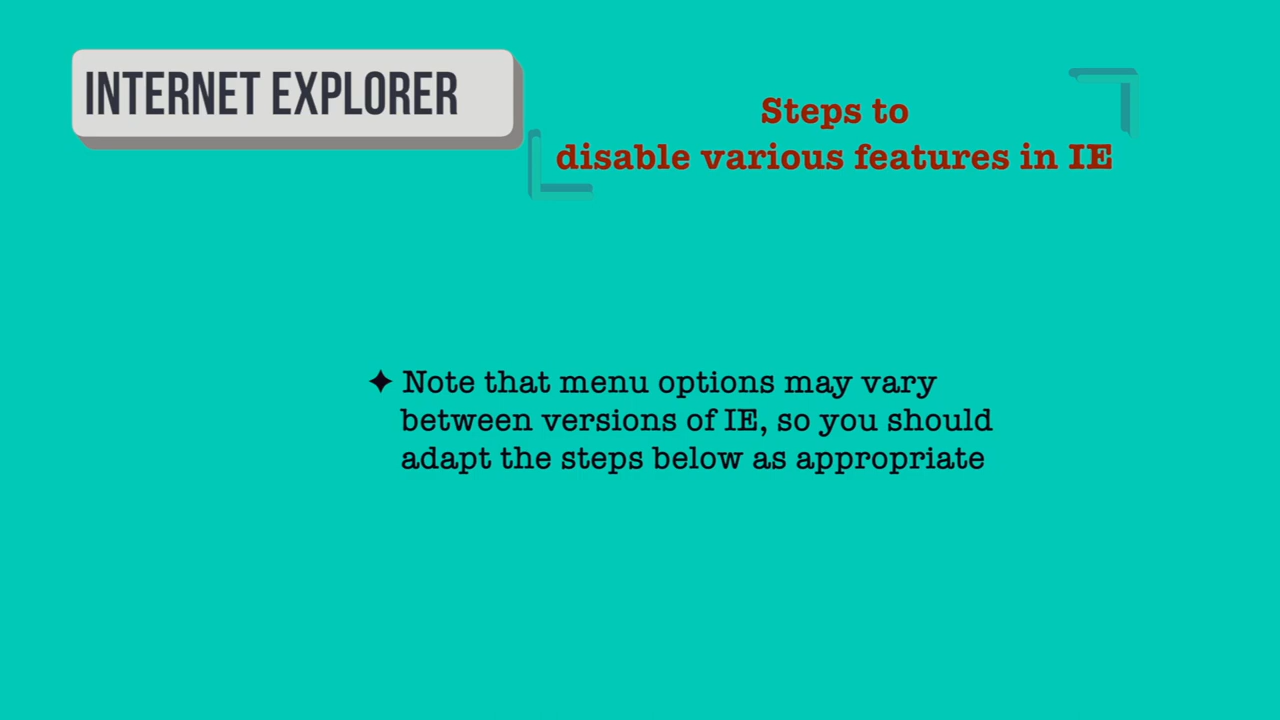 INTERNET EXPLORER
Steps to
disable various features in IE
✦ Note that menu options may vary
between versions of IE, so you should
adapt the steps below as appropriate